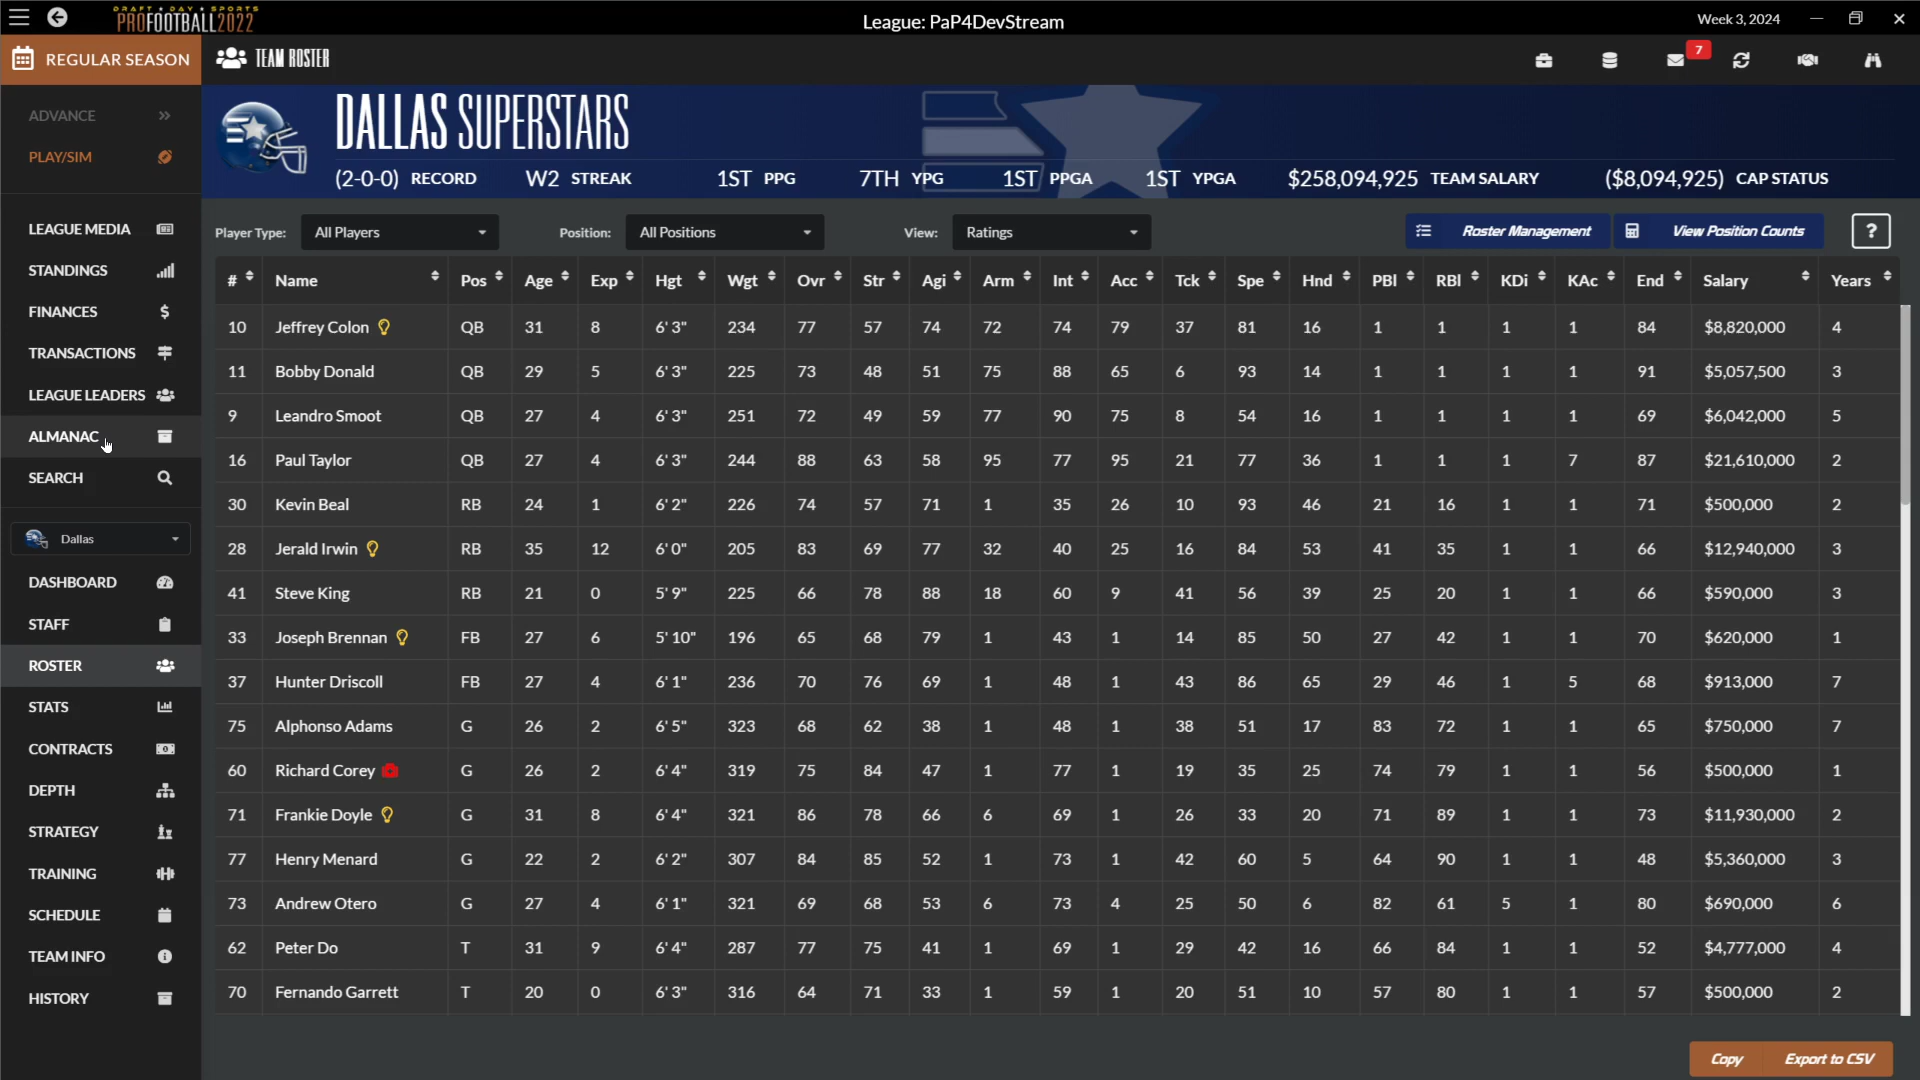 DRAFT DAY SPORTS
PROFOOTBALL2022
League: PaP4DevStream
Week 3, 2024
REGULAR SEASON
TEAM ROSTER
7
ADVANCE
PLAY/SIM
LEAGUE MEDIA
STANDINGS
FINANCES
TRANSACTIONS
LEAGUE LEADERS
ALMANAC
SEARCH
Dallas
DASHBOARD
STAFF
ROSTER
STATS
CONTRACTS
DEPTH
STRATEGY
TRAINING
SCHEDULE
TEAM INFO
HISTORY
DALLAS SUPERSTARS
(2-0-0) RECORD W2 STREAK 1ST PPG 7TH YPG 1ST PPGA 1ST YPGA $258,094,925 TEAM SALARY ($8,094,925) CAP STATUS
Player Type: All Players Position: All Positions View: Ratings Roster Management View Position Counts ?
# Name Pos Age Exp Hgt Wgt Ovr Str Agi Arm Int Acc Tck Spe Hnd PBl RBl KDi KAc End Salary Years
10 Jeffrey Colon QB 31 8 6' 3" 234 77 57 74 72 74 79 37 81 16 1 1 1 1 84 $8,820,000 4
11 Bobby Donald QB 29 5 6' 3" 225 73 48 51 75 88 65 6 93 14 1 1 1 1 91 $5,057,500 3
9 Leandro Smoot QB 27 4 6' 3" 251 72 49 59 77 90 75 8 54 16 1 1 1 1 69 $6,042,000 5
16 Paul Taylor QB 27 4 6' 3" 244 88 63 58 95 77 95 21 77 36 1 1 1 7 87 $21,610,000 2
30 Kevin Beal RB 24 1 6' 2" 226 74 57 71 1 35 26 10 93 46 21 16 1 1 71 $500,000 2
28 Jerald Irwin RB 35 12 6' 0" 205 83 69 77 32 40 25 16 84 53 41 35 1 1 66 $12,940,000 3
41 Steve King RB 21 0 5' 9" 225 66 78 88 18 60 9 41 56 39 25 20 1 1 66 $590,000 3
33 Joseph Brennan FB 27 6 5' 10" 196 65 68 79 1 43 1 14 85 50 27 42 1 1 70 $620,000 1
37 Hunter Driscoll FB 27 4 6' 1" 236 70 76 69 1 48 1 43 86 65 29 46 1 5 68 $913,000 7
75 Alphonso Adams G 26 2 6' 5" 323 68 62 38 1 48 1 38 51 17 83 72 1 1 65 $750,000 7
60 Richard Corey G 26 2 6' 4" 319 75 84 47 1 77 1 19 35 25 74 79 1 1 56 $500,000 1
71 Frankie Doyle G 31 8 6' 4" 321 86 78 66 6 69 1 26 33 20 71 89 1 1 73 $11,930,000 2
77 Henry Menard G 22 2 6' 2" 307 84 85 52 1 73 1 42 60 5 64 90 1 1 48 $5,360,000 3
73 Andrew Otero G 27 4 6' 1" 321 69 68 53 6 73 4 25 50 6 82 61 5 1 80 $690,000 6
62 Peter Do T 31 9 6' 4" 287 77 75 41 1 69 1 29 42 16 66 84 1 1 52 $4,777,000 4
70 Fernando Garrett T 20 0 6' 3" 316 64 71 33 1 59 1 20 51 10 57 80 1 1 57 $500,000 2
Copy Export to CSV